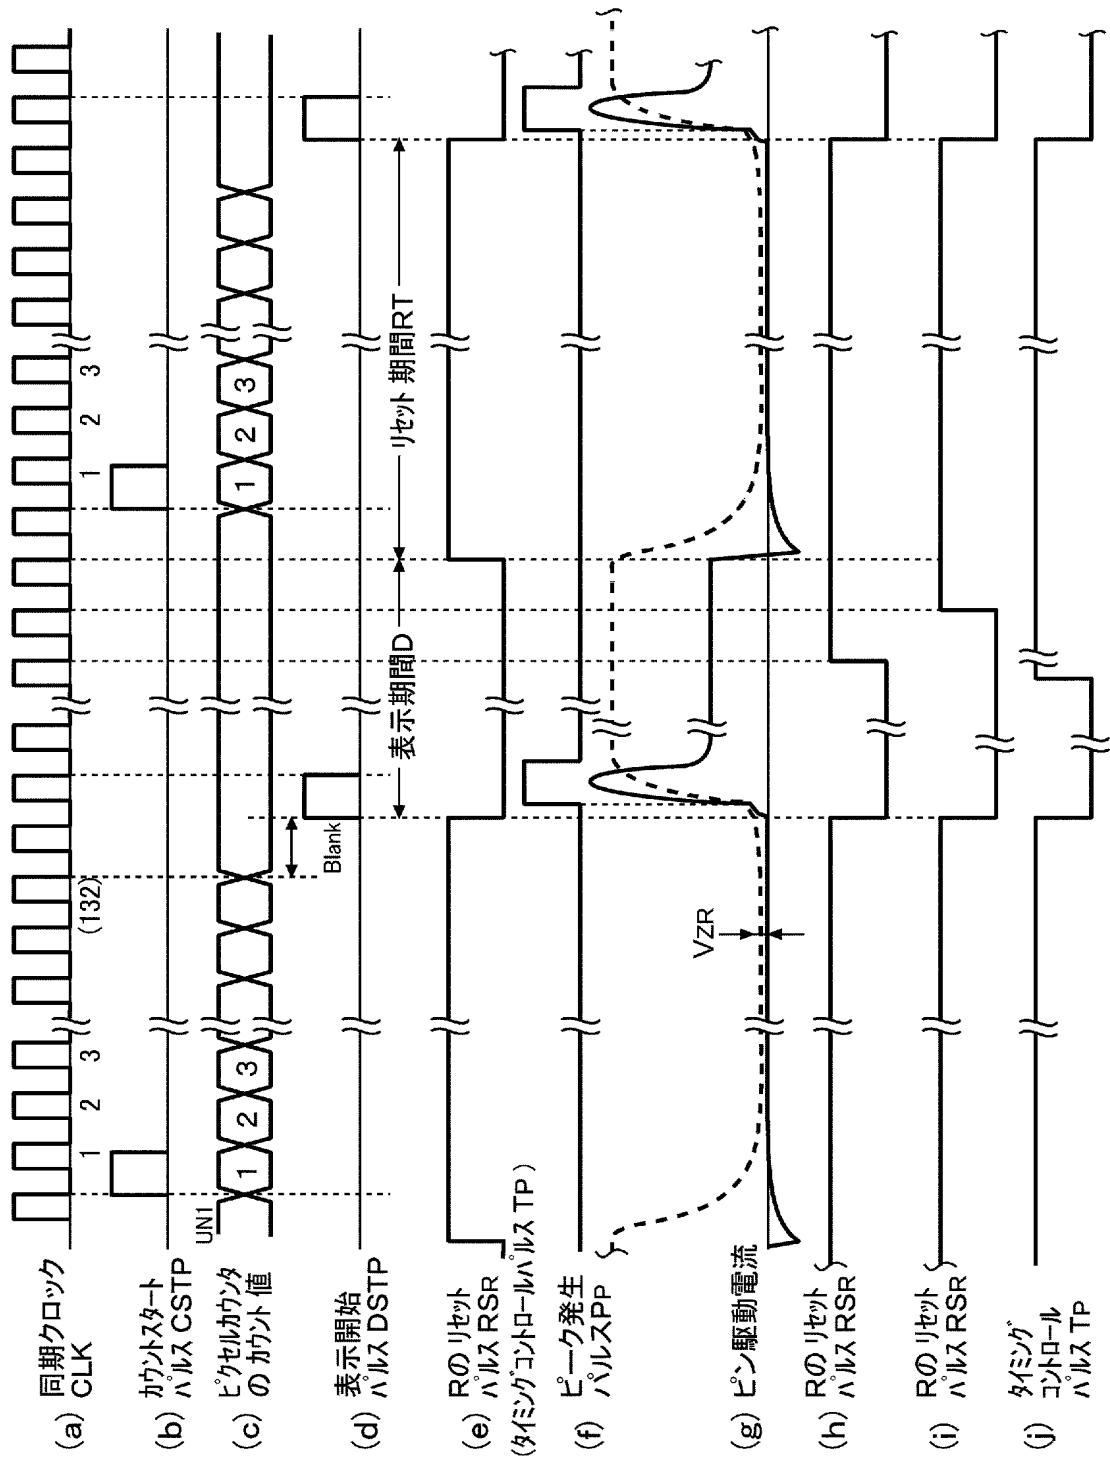 (a) 同期クロック
CLK
1 2 3 (132) 1 2 3
(b) カウントスタート
パルス CSTP
(c) ピクセルカウンタ
の カウント 値
UN1
1 2 3 1 2 3
Blank
(d) 表示開始
パルス DSTP
表示期間D
リセット 期間RT
(e) Rの リセット
パルス RSR
(タイミングコントロールパルス TP)
(f) ピーク発生
パルスPP
(g) ピン駆動電流
VZR
(h) Rの リセット
パルス RSR
(i) Rの リセット
パルス RSR
(j) タイミング
コントロール
パルス TP